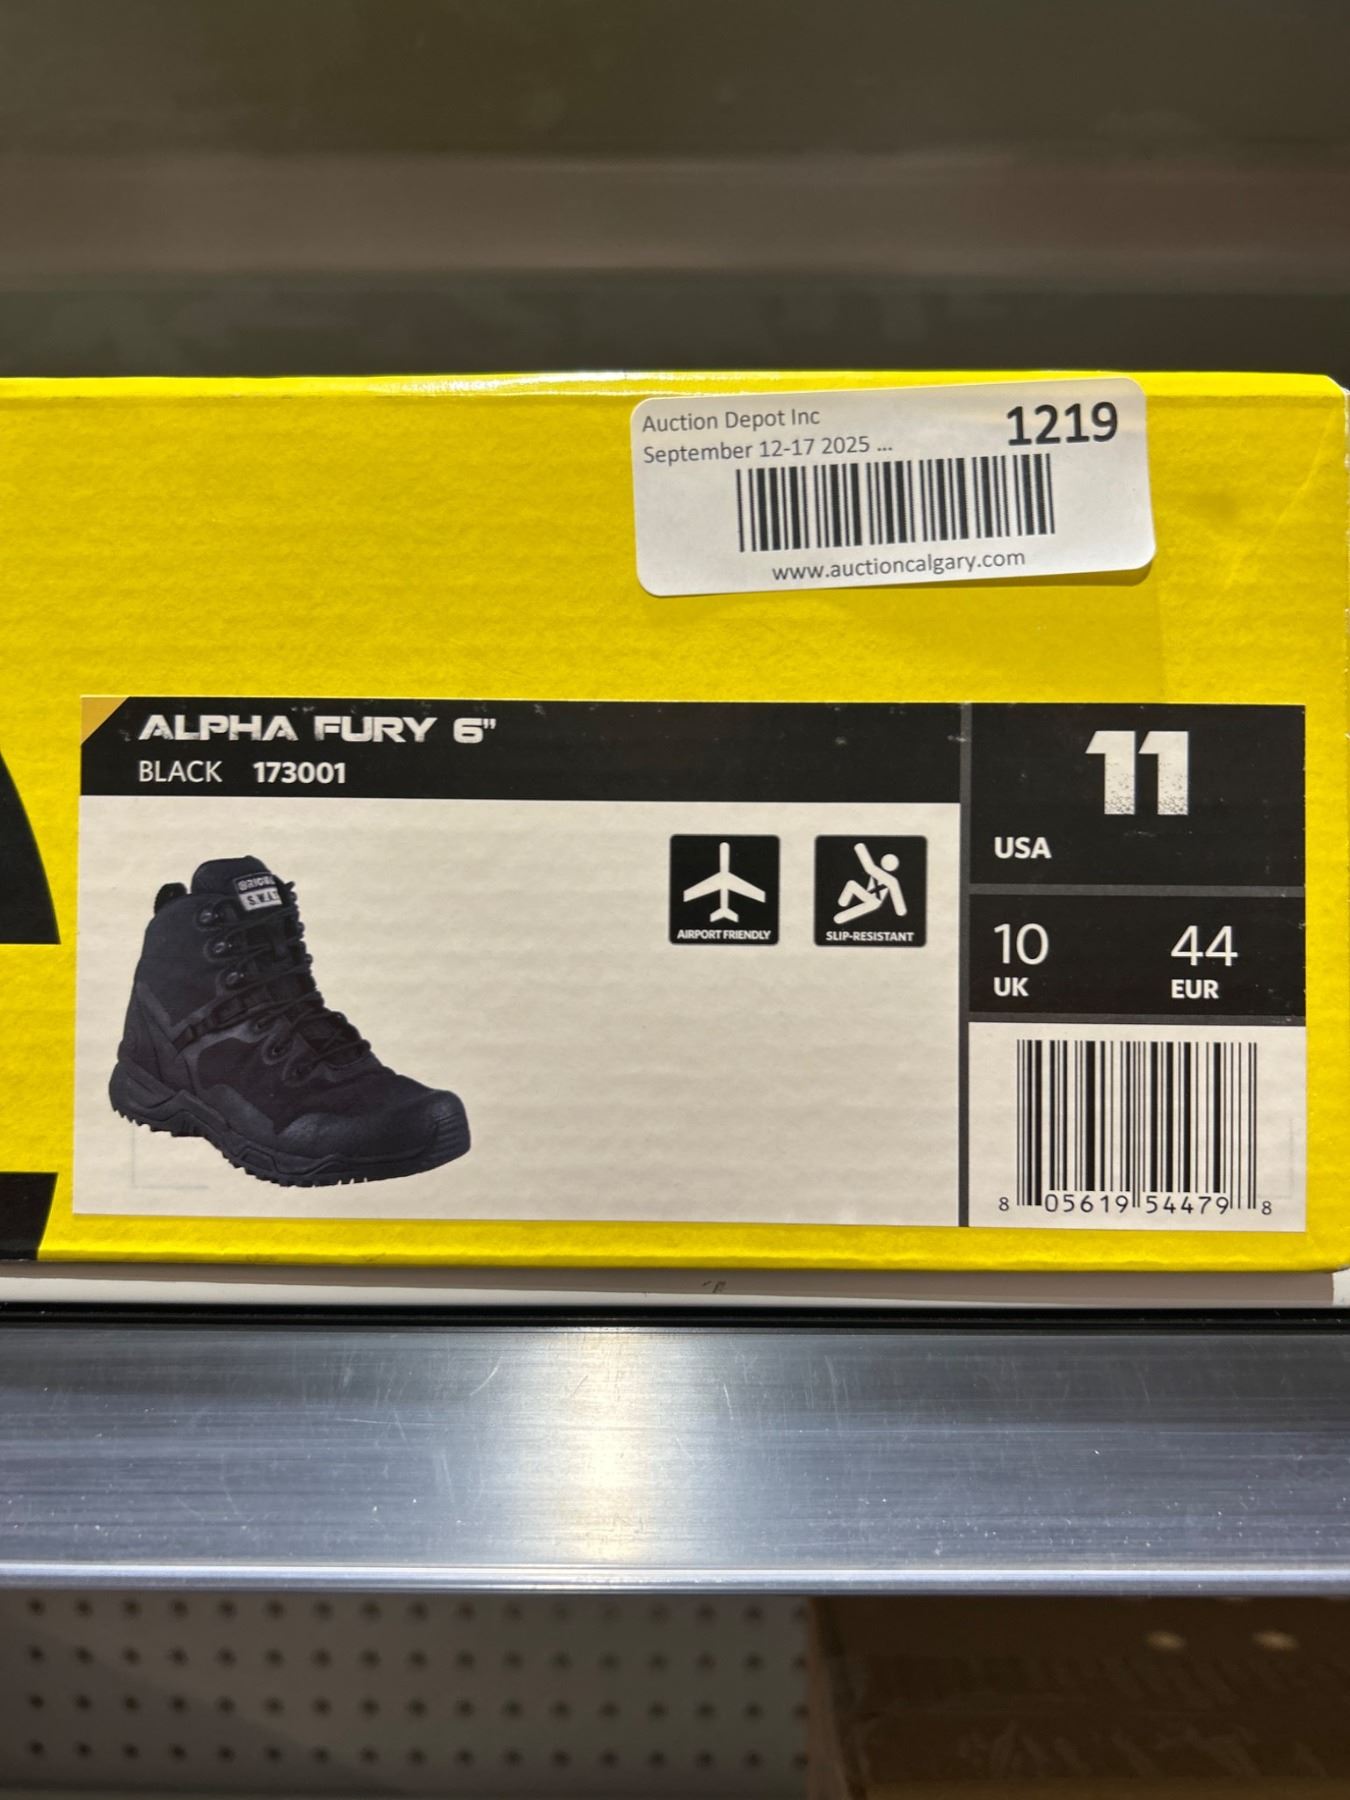 Auction Depot Inc
1219
September 12-17 2025 ...
www.auctioncalgary.com
ALPHA FURY 6"
BLACK 173001
11
USA
ORIGINAL
S.W.A.T.
AIRPORT FRIENDLY
SLIP-RESISTANT
10
UK
44
EUR
8 05619 54479 8